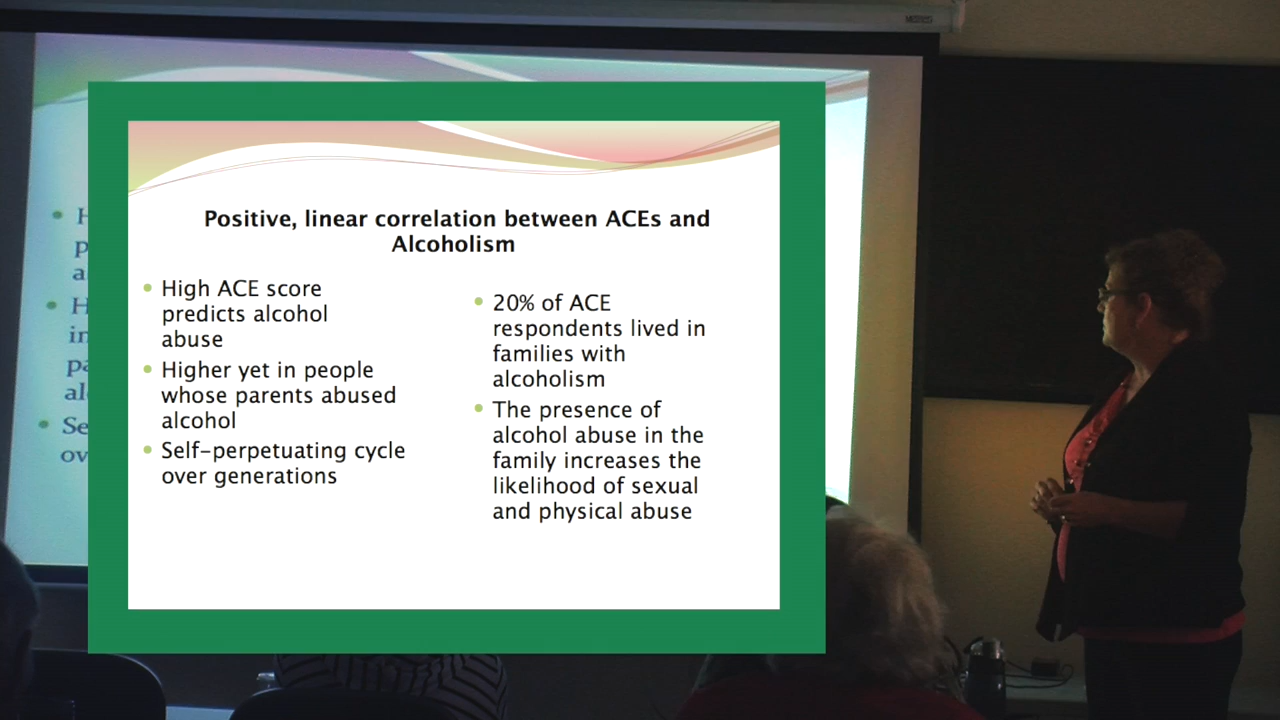 Positive, linear correlation between ACEs and
Alcoholism
• High ACE score
predicts alcohol
abuse
• Higher yet in people
whose parents abused
alcohol
• Self-perpetuating cycle
over generations
• 20% of ACE
respondents lived in
families with
alcoholism
• The presence of
alcohol abuse in the
family increases the
likelihood of sexual
and physical abuse